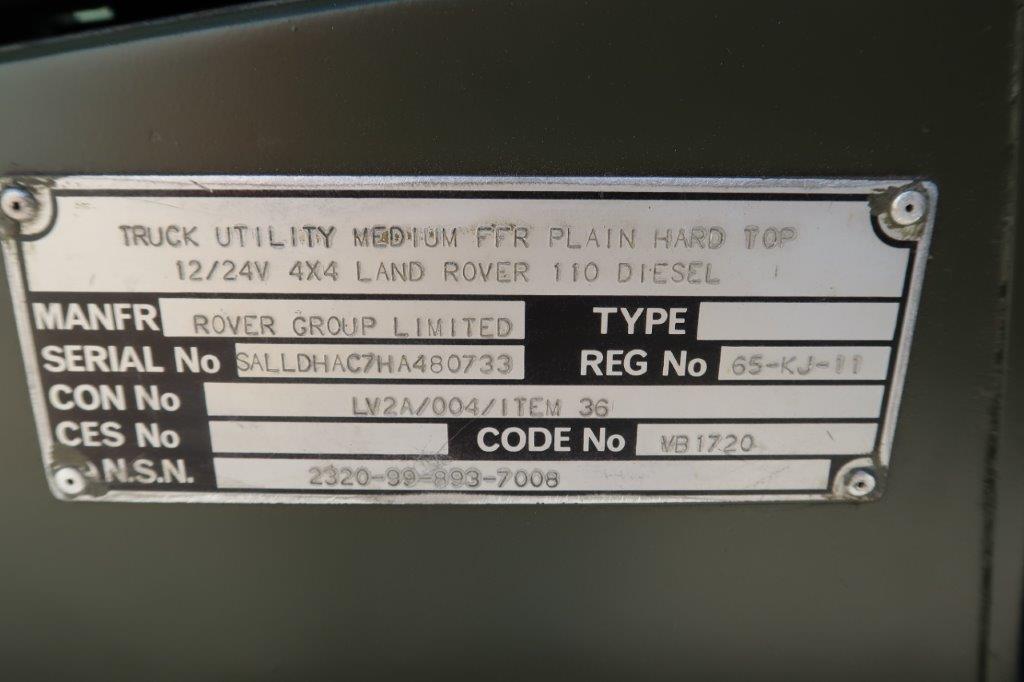 TRUCK UTILITY MEDIUM FFR PLAIN HARD TOP
12/24V 4X4 LAND ROVER 110 DIESEL
MANFR ROVER GROUP LIMITED TYPE
SERIAL No SALLDHAC7HA480733 REG No 65-KJ-11
CON No LV2A/004/ITEM 36
CES No CODE No WB1720
N.S.N. 2320-99-893-7008